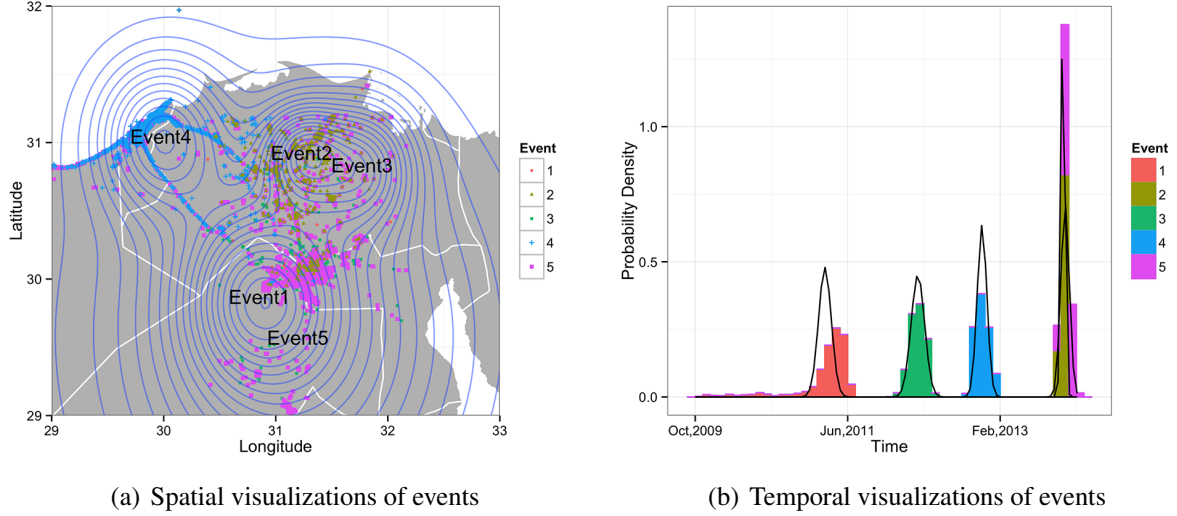 32
31
30
29
Latitude
29
30
31
32
33
Longitude
Event4
Event2
Event3
Event1
Event5
Event
1
2
3
4
5
(a) Spatial visualizations of events
1.0
0.5
0.0
Probability Density
Oct,2009
Jun,2011
Feb,2013
Time
Event
1
2
3
4
5
(b) Temporal visualizations of events